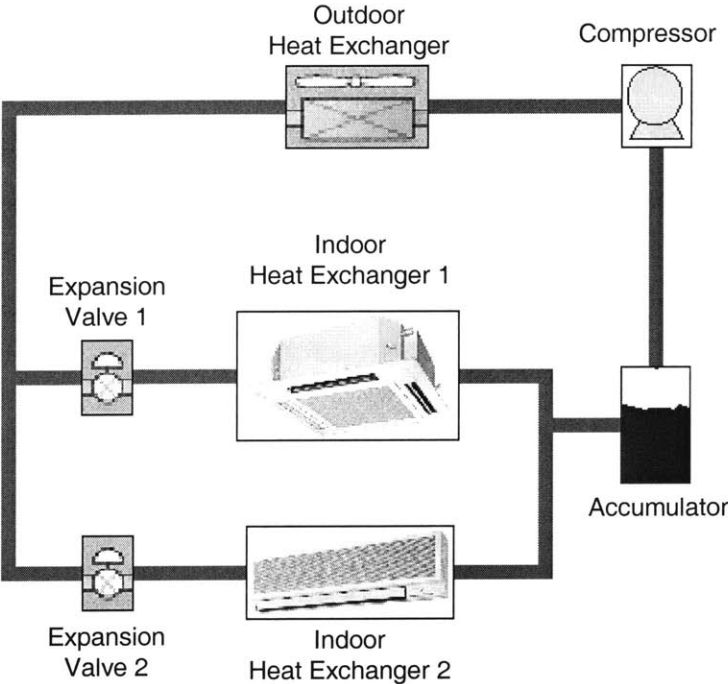 Outdoor
Heat Exchanger
Compressor
Indoor
Heat Exchanger 1
Expansion
Valve 1
Accumulator
Expansion
Valve 2
Indoor
Heat Exchanger 2